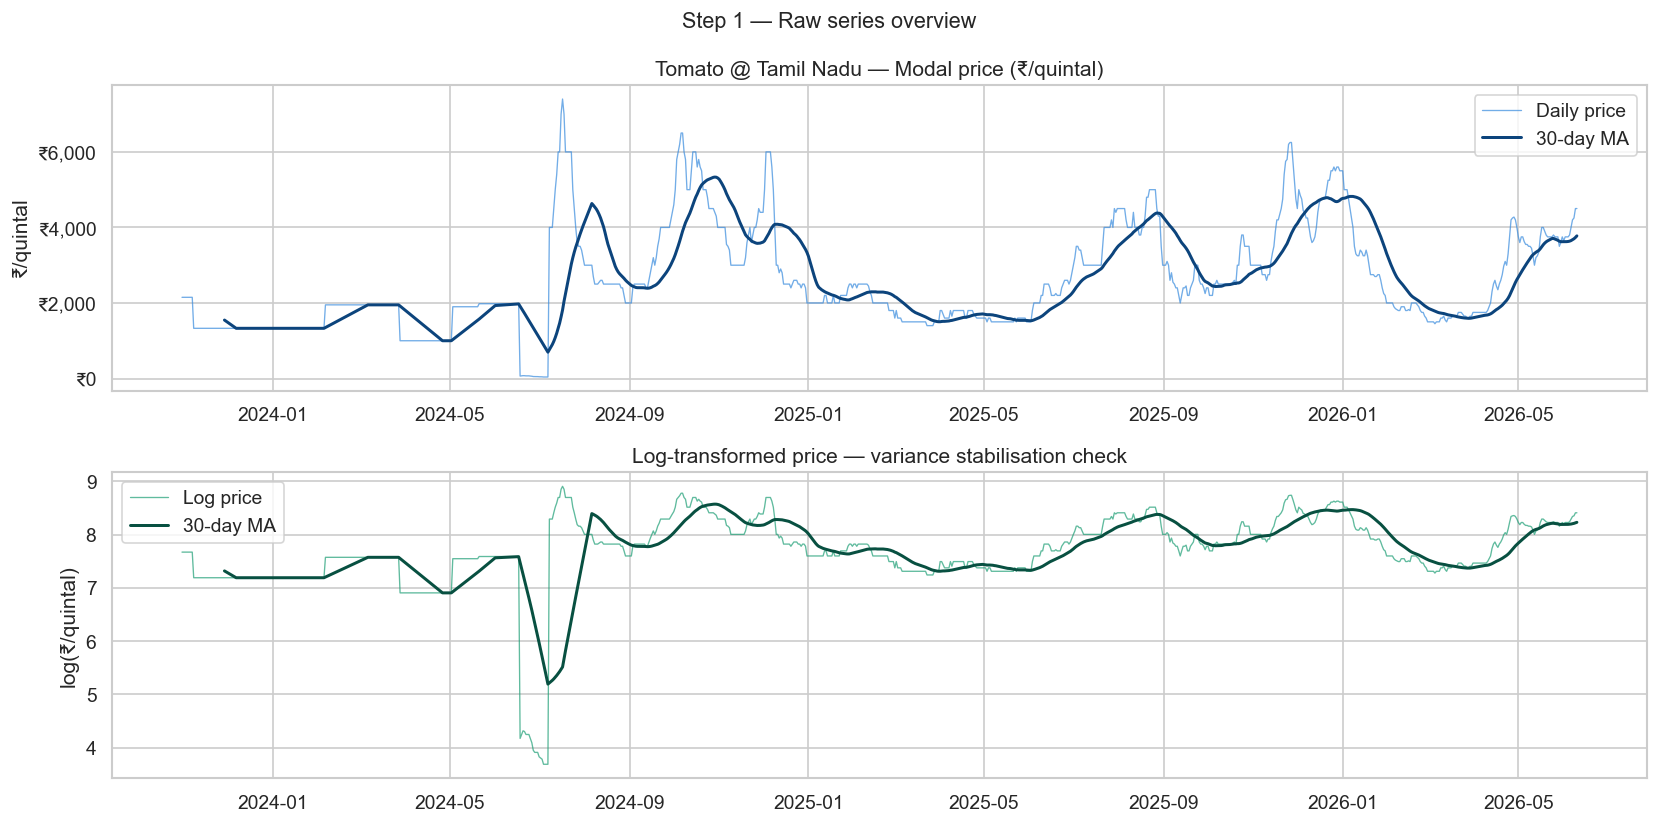 Step 1 — Raw series overview
Tomato @ Tamil Nadu — Modal price (₹/quintal)
₹/quintal
₹6,000
₹4,000
₹2,000
₹0
Daily price
30-day MA
2024-01 2024-05 2024-09 2025-01 2025-05 2025-09 2026-01 2026-05
Log-transformed price — variance stabilisation check
log(₹/quintal)
9
8
7
6
5
4
Log price
30-day MA
2024-01 2024-05 2024-09 2025-01 2025-05 2025-09 2026-01 2026-05